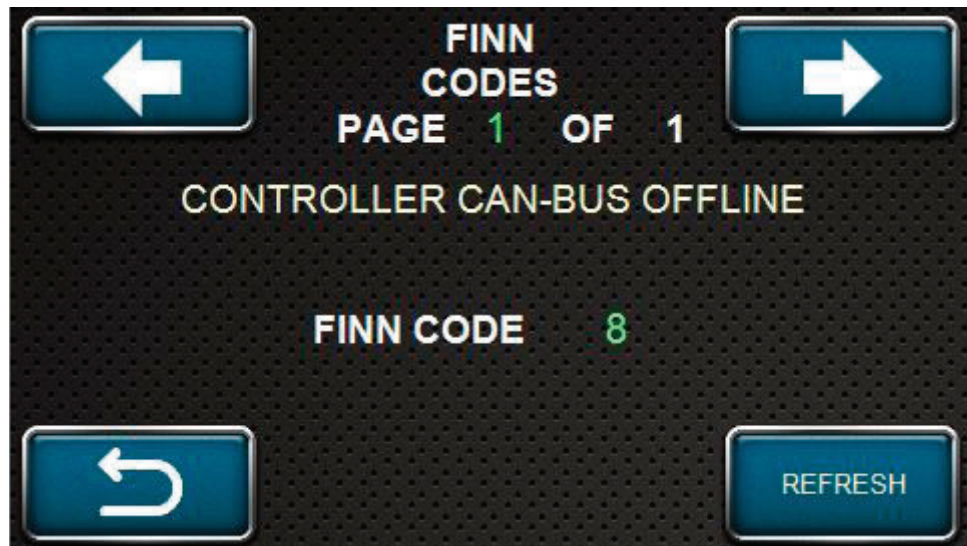 FINN
CODES
PAGE 1 OF 1
CONTROLLER CAN-BUS OFFLINE
FINN CODE 8
REFRESH